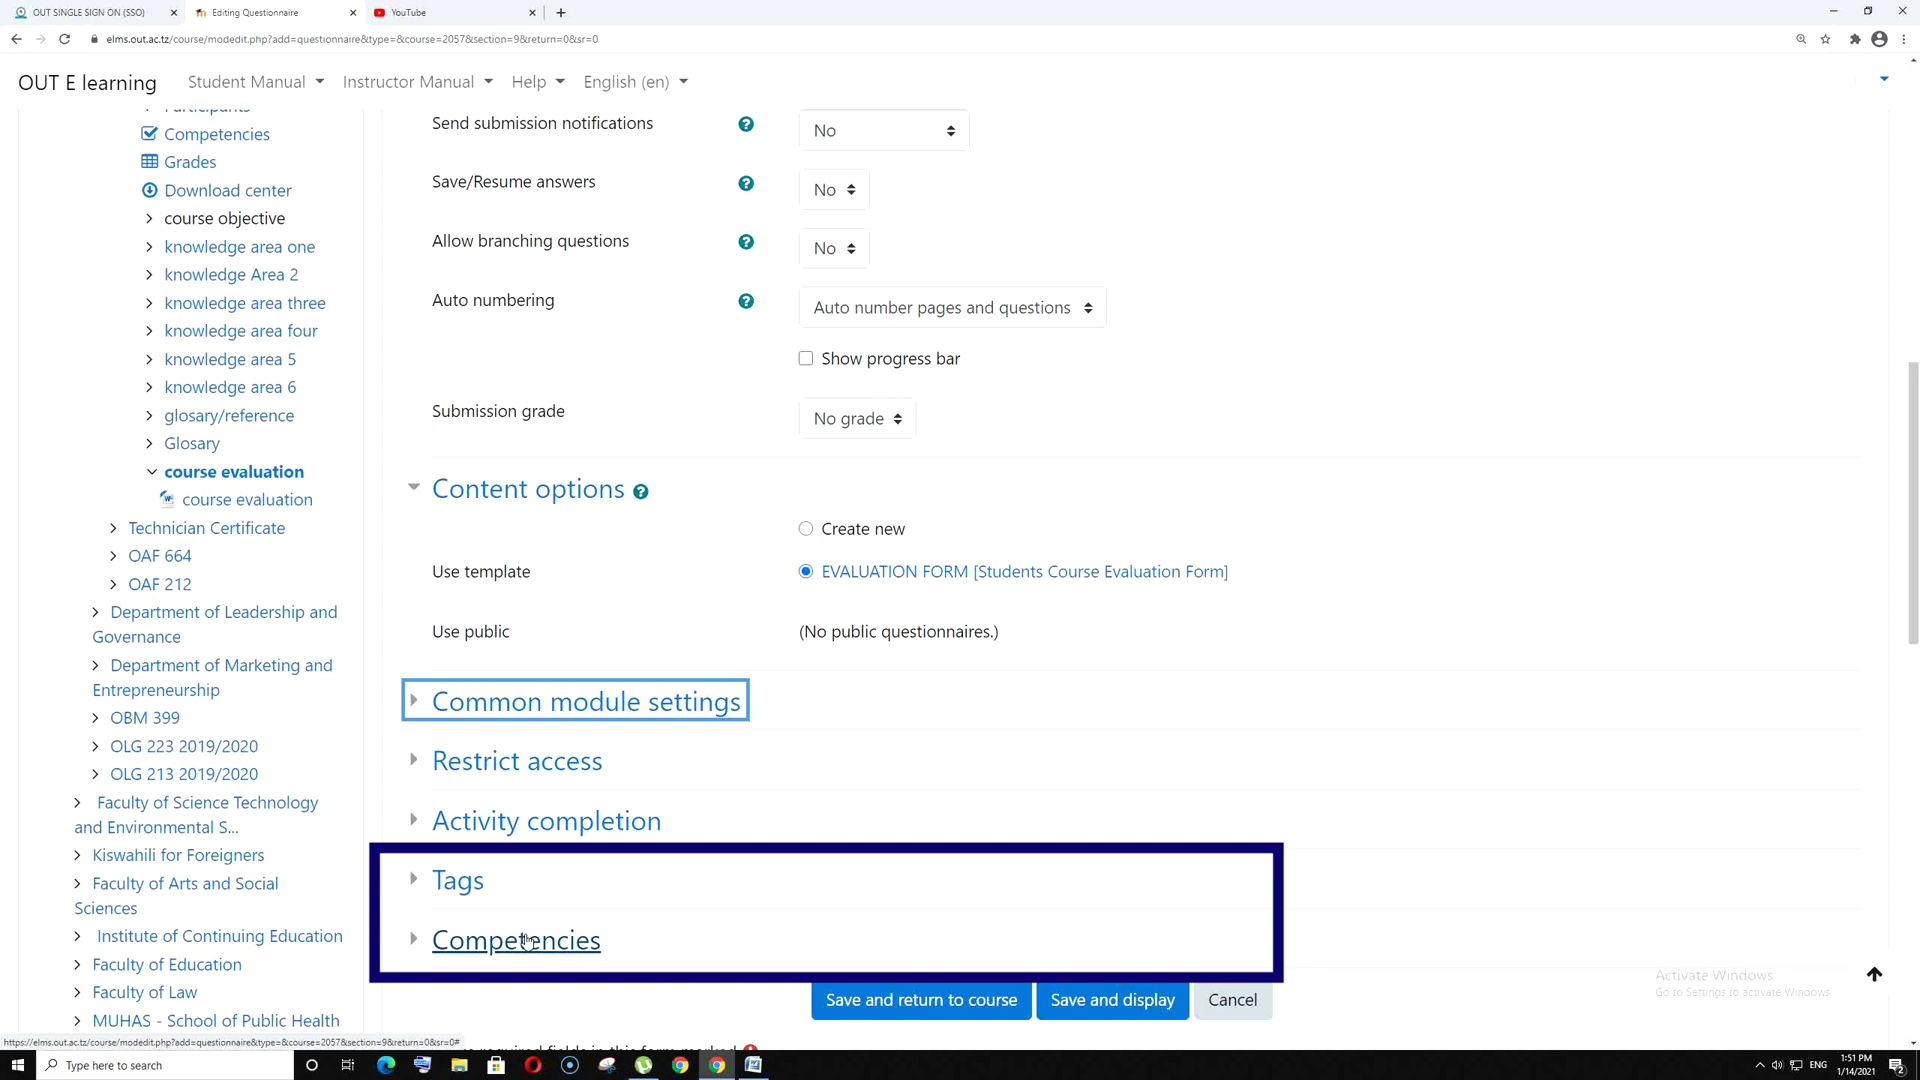 OUT SINGLE SIGN ON (SSO)
Editing Questionnaire
YouTube
elms.out.ac.tz/course/modedit.php?add=questionnaire&type=&course=2057&section=9&return=0&sr=0
OUT E learning
Student Manual
Instructor Manual
Help
English (en)
Participants
Competencies
Grades
Download center
course objective
knowledge area one
knowledge Area 2
knowledge area three
knowledge area four
knowledge area 5
knowledge area 6
glosary/reference
Glosary
course evaluation
course evaluation
Technician Certificate
OAF 664
OAF 212
Department of Leadership and
Governance
Department of Marketing and
Entrepreneurship
OBM 399
OLG 223 2019/2020
OLG 213 2019/2020
Faculty of Science Technology
and Environmental S...
Kiswahili for Foreigners
Faculty of Arts and Social
Sciences
Institute of Continuing Education
Faculty of Education
Faculty of Law
MUHAS - School of Public Health
Send submission notifications
No
Save/Resume answers
No
Allow branching questions
No
Auto numbering
Auto number pages and questions
Show progress bar
Submission grade
No grade
Content options
Create new
Use template
EVALUATION FORM [Students Course Evaluation Form]
Use public
(No public questionnaires.)
Common module settings
Restrict access
Activity completion
Tags
Competencies
Save and return to course
Save and display
Cancel
Activate Windows
Go to Settings to activate Windows.
https://elms.out.ac.tz/course/modedit.php?add=questionnaire&type=&course=2057&section=9&return=0&sr=0#
required fields in this form marked
Type here to search
ENG
1:51 PM
1/14/2021
2